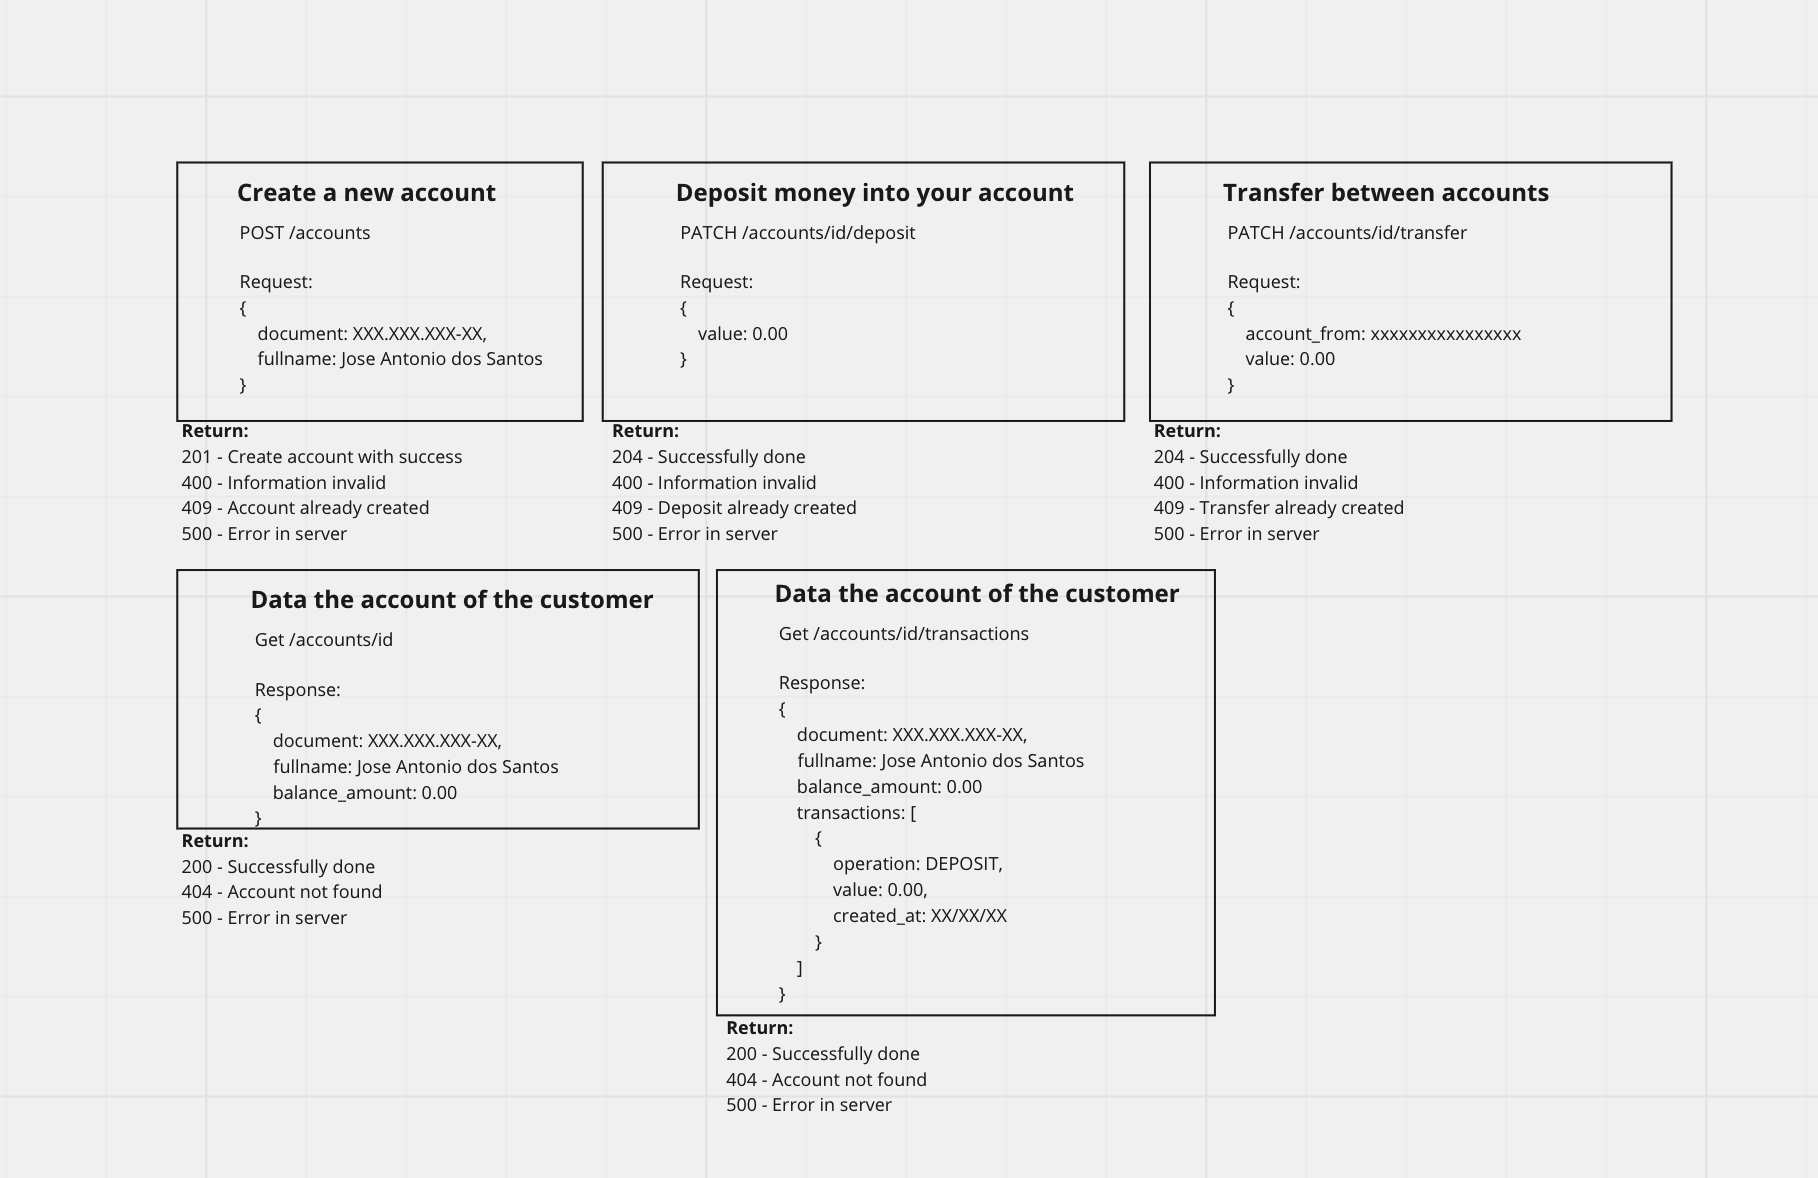 Create a new account
POST /accounts
Request:
{
document: XXX.XXX.XXX-XX,
fullname: Jose Antonio dos Santos
}
Return:
201 - Create account with success
400 - Information invalid
409 - Account already created
500 - Error in server
Deposit money into your account
PATCH /accounts/id/deposit
Request:
{
value: 0.00
}
Return:
204 - Successfully done
400 - Information invalid
409 - Deposit already created
500 - Error in server
Transfer between accounts
PATCH /accounts/id/transfer
Request:
{
account_from: xxxxxxxxxxxxxxxx
value: 0.00
}
Return:
204 - Successfully done
400 - Information invalid
409 - Transfer already created
500 - Error in server
Data the account of the customer
Get /accounts/id
Response:
{
document: XXX.XXX.XXX-XX,
fullname: Jose Antonio dos Santos
balance_amount: 0.00
}
Return:
200 - Successfully done
404 - Account not found
500 - Error in server
Data the account of the customer
Get /accounts/id/transactions
Response:
{
document: XXX.XXX.XXX-XX,
fullname: Jose Antonio dos Santos
balance_amount: 0.00
transactions: [
{
operation: DEPOSIT,
value: 0.00,
created_at: XX/XX/XX
}
]
}
Return:
200 - Successfully done
404 - Account not found
500 - Error in server